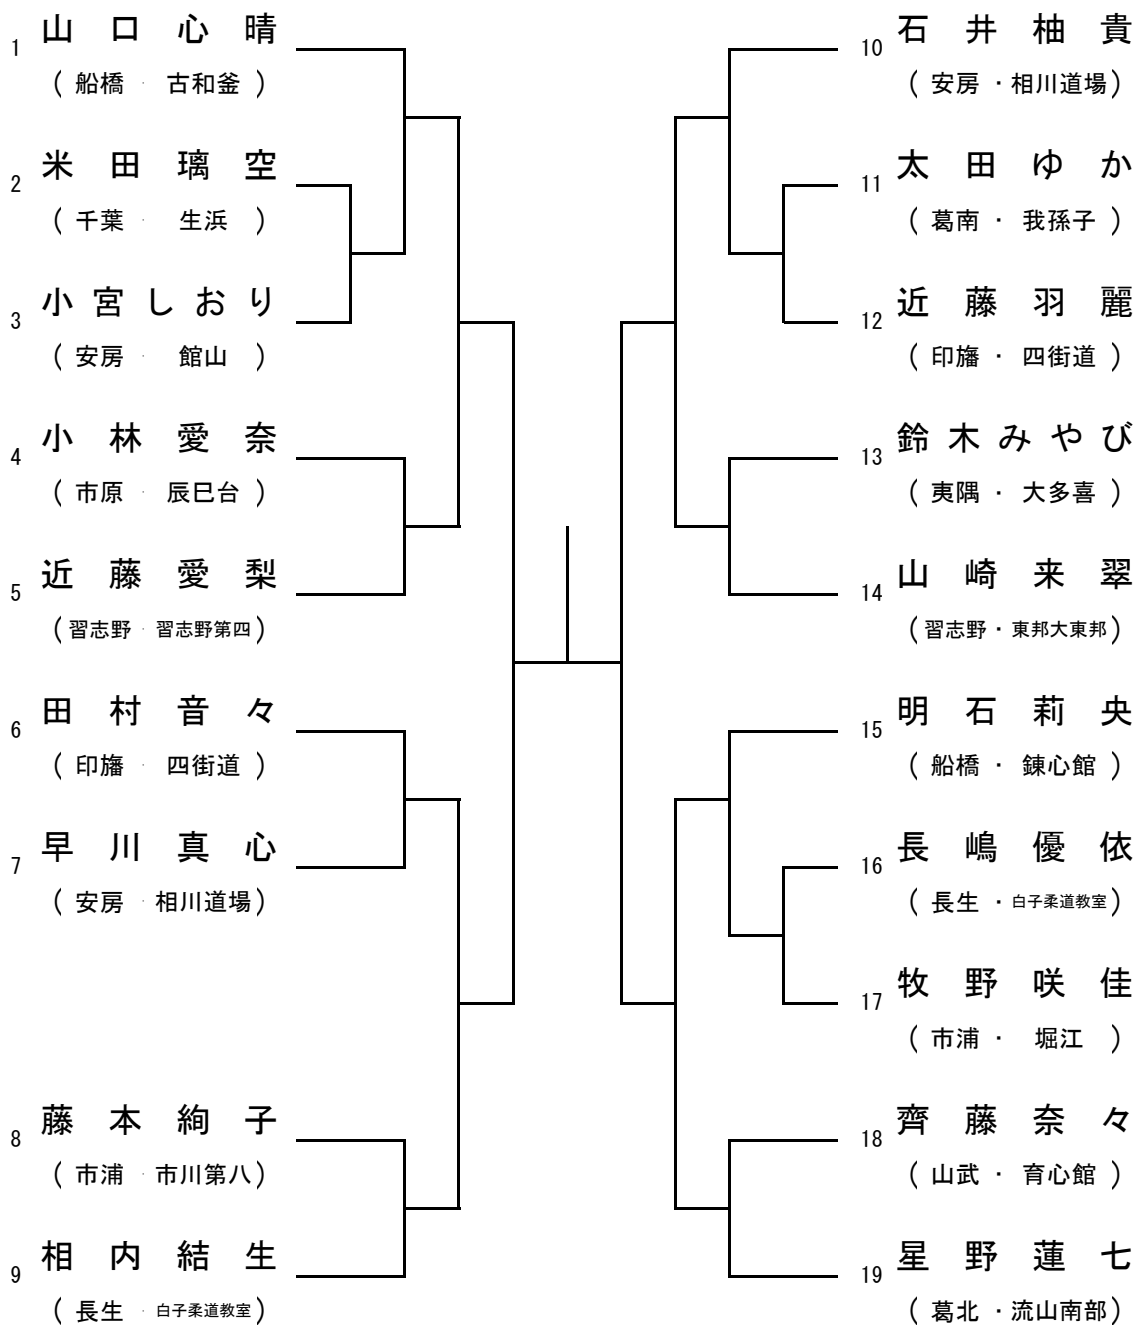 1 山口心晴
(船橋・古和釜)
2 米田璃空
(千葉・生浜)
3 小宮しおり
(安房・館山)
4 小林愛奈
(市原・辰巳台)
5 近藤愛梨
(習志野・習志野第四)
6 田村音々
(印旛・四街道)
7 早川真心
(安房・相川道場)
8 藤本絢子
(市浦・市川第八)
9 相内結生
(長生・白子柔道教室)
10 石井柚貴
(安房・相川道場)
11 太田ゆか
(葛南・我孫子)
12 近藤羽麗
(印旛・四街道)
13 鈴木みやび
(夷隅・大多喜)
14 山崎来翠
(習志野・東邦大東邦)
15 明石莉央
(船橋・錬心館)
16 長嶋優依
(長生・白子柔道教室)
17 牧野咲佳
(市浦・堀江)
18 齊藤奈々
(山武・育心館)
19 星野蓮七
(葛北・流山南部)